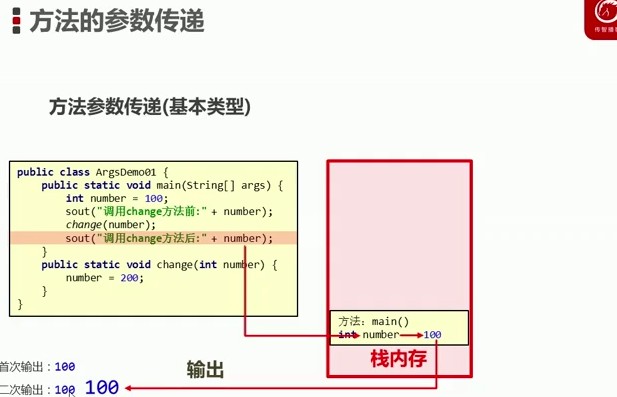 方法的参数传递
方法参数传递(基本类型)
public class ArgsDemo01 {
public static void main(String[] args) {
int number = 100;
sout("调用change方法前:" + number);
change(number);
sout("调用change方法后:" + number);
}
public static void change(int number) {
number = 200;
}
}
方法：main()
int number 100
栈内存
输出
首次输出：100
二次输出：100 100